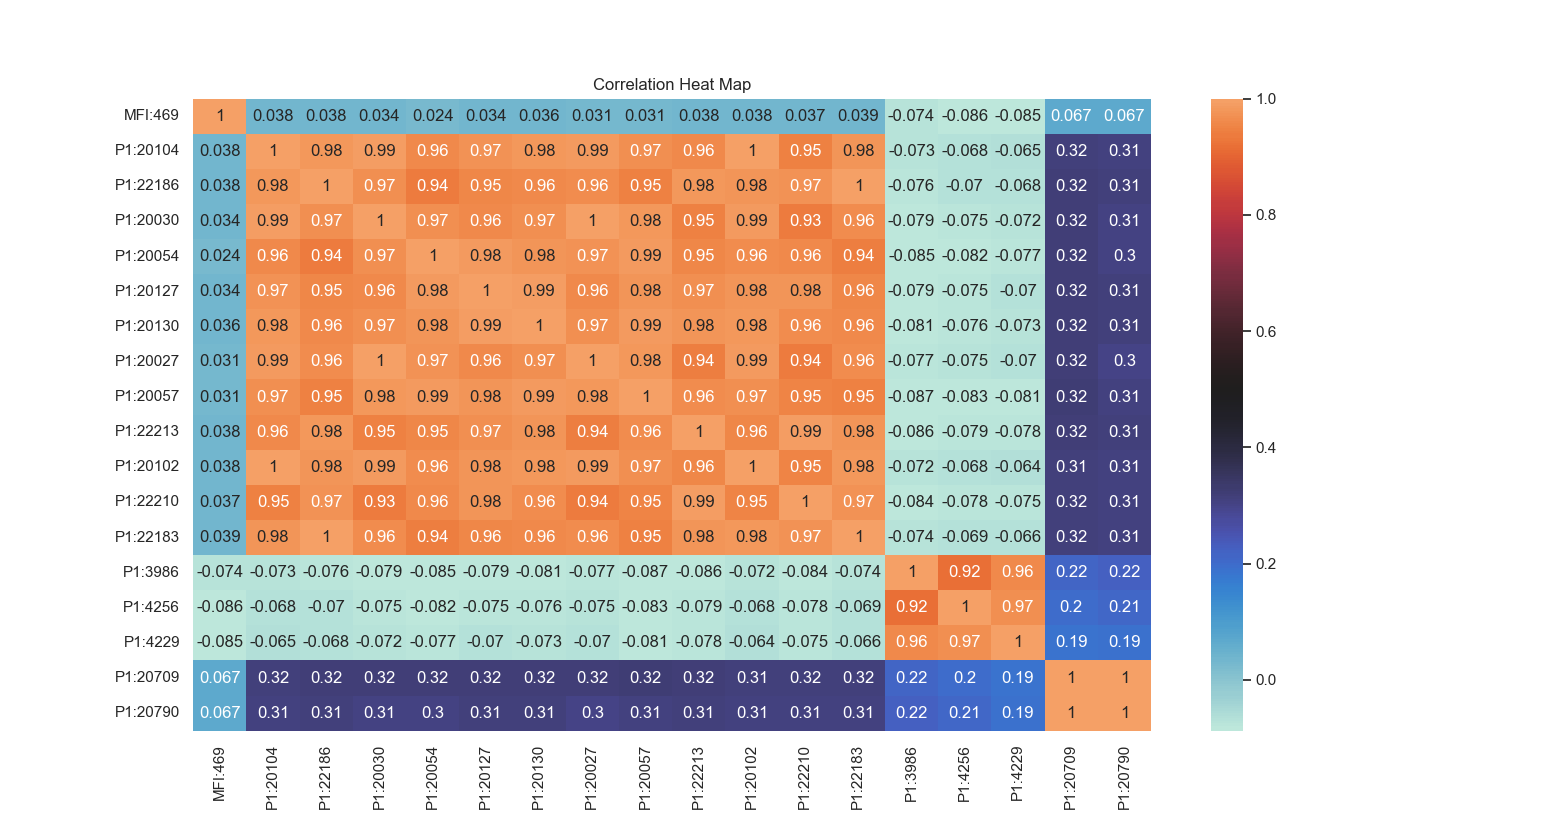 Correlation Heat Map
MFI:469 1 0.038 0.038 0.034 0.024 0.034 0.036 0.031 0.031 0.038 0.038 0.037 0.039 -0.074 -0.086 -0.085 0.067 0.067
P1:20104 0.038 1 0.98 0.99 0.96 0.97 0.98 0.99 0.97 0.96 1 0.95 0.98 -0.073 -0.068 -0.065 0.32 0.31
P1:22186 0.038 0.98 1 0.97 0.94 0.95 0.96 0.96 0.95 0.98 0.98 0.97 1 -0.076 -0.07 -0.068 0.32 0.31
P1:20030 0.034 0.99 0.97 1 0.97 0.96 0.97 1 0.98 0.95 0.99 0.93 0.96 -0.079 -0.075 -0.072 0.32 0.31
P1:20054 0.024 0.96 0.94 0.97 1 0.98 0.98 0.97 0.99 0.95 0.96 0.96 0.94 -0.085 -0.082 -0.077 0.32 0.3
P1:20127 0.034 0.97 0.95 0.96 0.98 1 0.99 0.96 0.98 0.97 0.98 0.98 0.96 -0.079 -0.075 -0.07 0.32 0.31
P1:20130 0.036 0.98 0.96 0.97 0.98 0.99 1 0.97 0.99 0.98 0.98 0.96 0.96 -0.081 -0.076 -0.073 0.32 0.31
P1:20027 0.031 0.99 0.96 1 0.97 0.96 0.97 1 0.98 0.94 0.99 0.94 0.96 -0.077 -0.075 -0.07 0.32 0.3
P1:20057 0.031 0.97 0.95 0.98 0.99 0.98 0.99 0.98 1 0.96 0.97 0.95 0.95 -0.087 -0.083 -0.081 0.32 0.31
P1:22213 0.038 0.96 0.98 0.95 0.95 0.97 0.98 0.94 0.96 1 0.96 0.99 0.98 -0.086 -0.079 -0.078 0.32 0.31
P1:20102 0.038 1 0.98 0.99 0.96 0.98 0.98 0.99 0.97 0.96 1 0.95 0.98 -0.072 -0.068 -0.064 0.31 0.31
P1:22210 0.037 0.95 0.97 0.93 0.96 0.98 0.96 0.94 0.95 0.99 0.95 1 0.97 -0.084 -0.078 -0.075 0.32 0.31
P1:22183 0.039 0.98 1 0.96 0.94 0.96 0.96 0.96 0.95 0.98 0.98 0.97 1 -0.074 -0.069 -0.066 0.32 0.31
P1:3986 -0.074 -0.073 -0.076 -0.079 -0.085 -0.079 -0.081 -0.077 -0.087 -0.086 -0.072 -0.084 -0.074 1 0.92 0.96 0.22 0.22
P1:4256 -0.086 -0.068 -0.07 -0.075 -0.082 -0.075 -0.076 -0.075 -0.083 -0.079 -0.068 -0.078 -0.069 0.92 1 0.97 0.2 0.21
P1:4229 -0.085 -0.065 -0.068 -0.072 -0.077 -0.07 -0.073 -0.07 -0.081 -0.078 -0.064 -0.075 -0.066 0.96 0.97 1 0.19 0.19
P1:20709 0.067 0.32 0.32 0.32 0.32 0.32 0.32 0.32 0.32 0.32 0.31 0.32 0.32 0.22 0.2 0.19 1 1
P1:20790 0.067 0.31 0.31 0.31 0.3 0.31 0.31 0.3 0.31 0.31 0.31 0.31 0.31 0.22 0.21 0.19 1 1
MFI:469 P1:20104 P1:22186 P1:20030 P1:20054 P1:20127 P1:20130 P1:20027 P1:20057 P1:22213 P1:20102 P1:22210 P1:22183 P1:3986 P1:4256 P1:4229 P1:20709 P1:20790
1.0
0.8
0.6
0.4
0.2
0.0